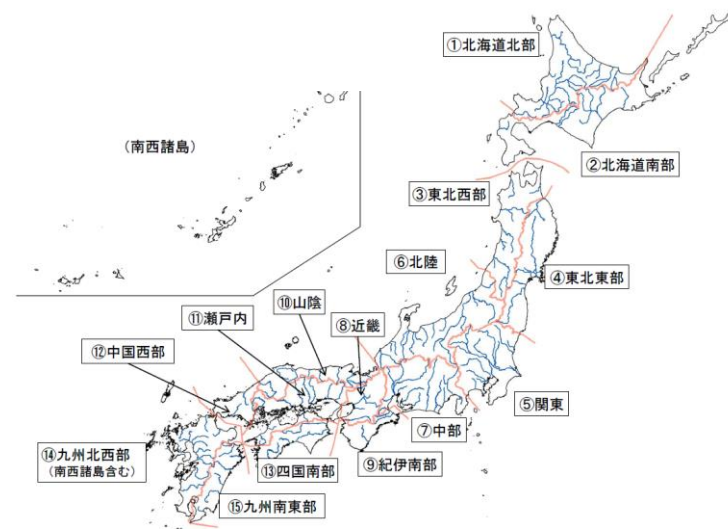 ①北海道北部
(南西諸島)
②北海道南部
③東北西部
⑥北陸
④東北東部
⑩山陰
⑪瀬戸内
⑧近畿
⑫中国西部
⑤関東
⑦中部
⑭九州北西部
(南西諸島含む)
⑬四国南部
⑨紀伊南部
⑮九州南東部